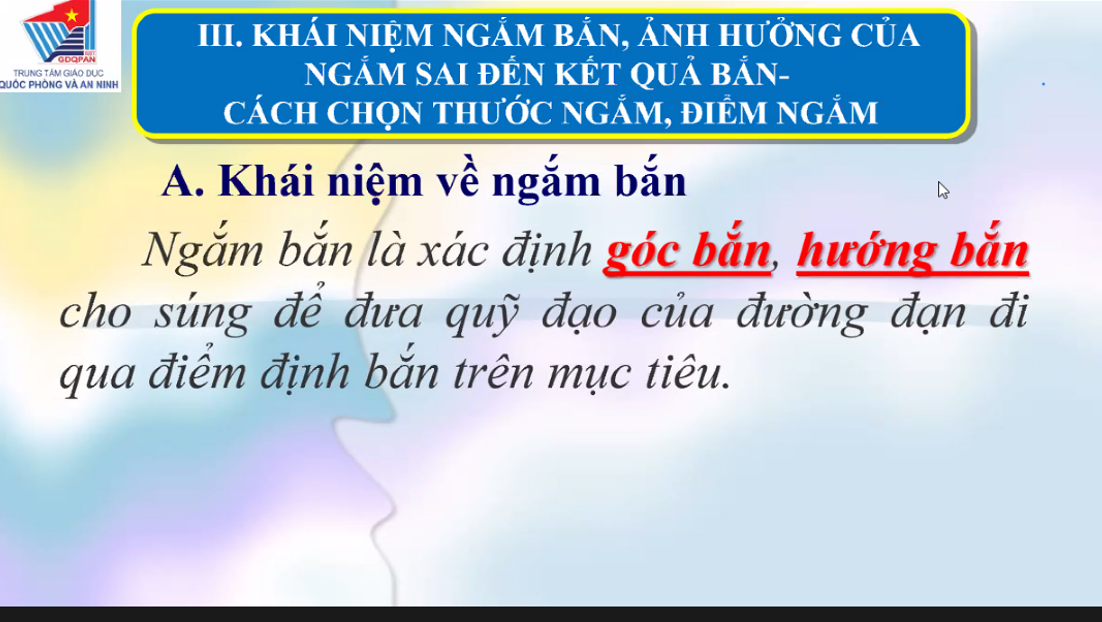 GDQPAN
TRUNG TÂM GIÁO DỤC
QUỐC PHÒNG VÀ AN NINH
III. KHÁI NIỆM NGẮM BẮN, ẢNH HƯỞNG CỦA
NGẮM SAI ĐẾN KẾT QUẢ BẮN-
CÁCH CHỌN THƯỚC NGẮM, ĐIỂM NGẮM
A. Khái niệm về ngắm bắn
Ngắm bắn là xác định góc bắn, hướng bắn
cho súng để đưa quỹ đạo của đường đạn đi
qua điểm định bắn trên mục tiêu.